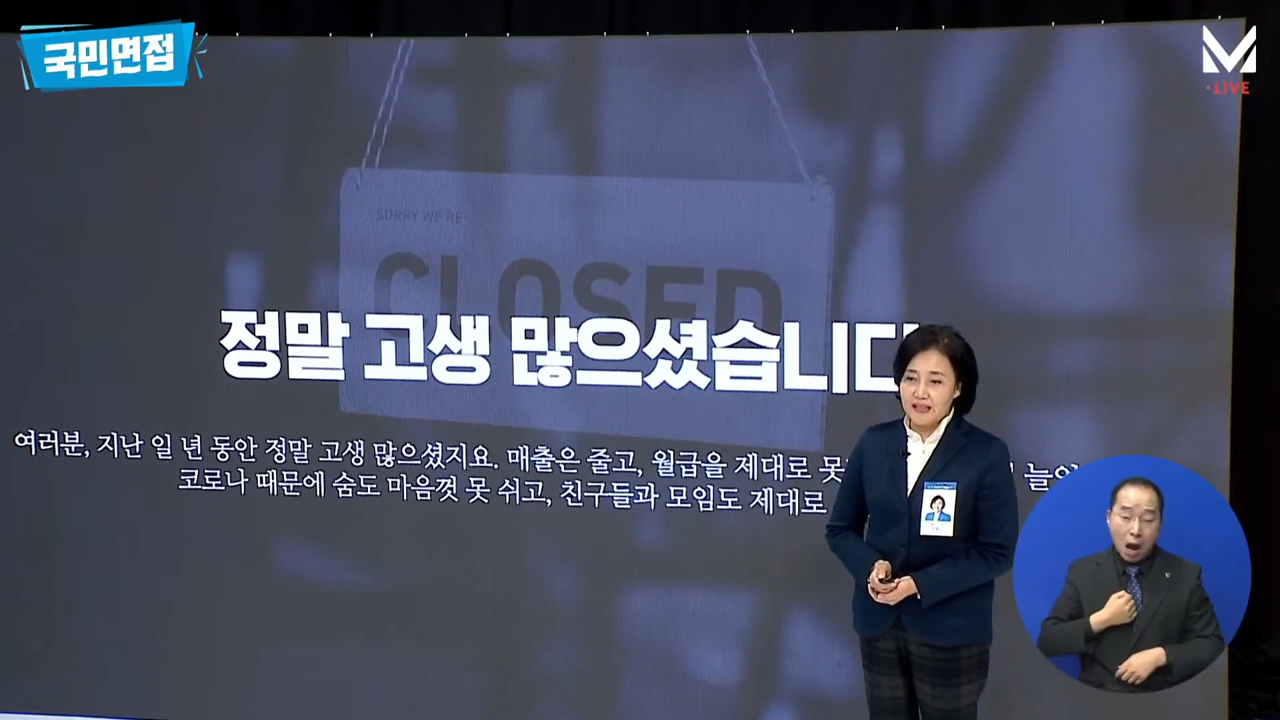 국민면접
M
LIVE
SORRY WE'RE
CLOSED
정말 고생 많으셨습니다
여러분, 지난 일 년 동안 정말 고생 많으셨지요. 매출은 줄고, 월급을 제대로
코로나 때문에 숨도 마음껏 못 쉬고, 친구들과 모임도 제대로